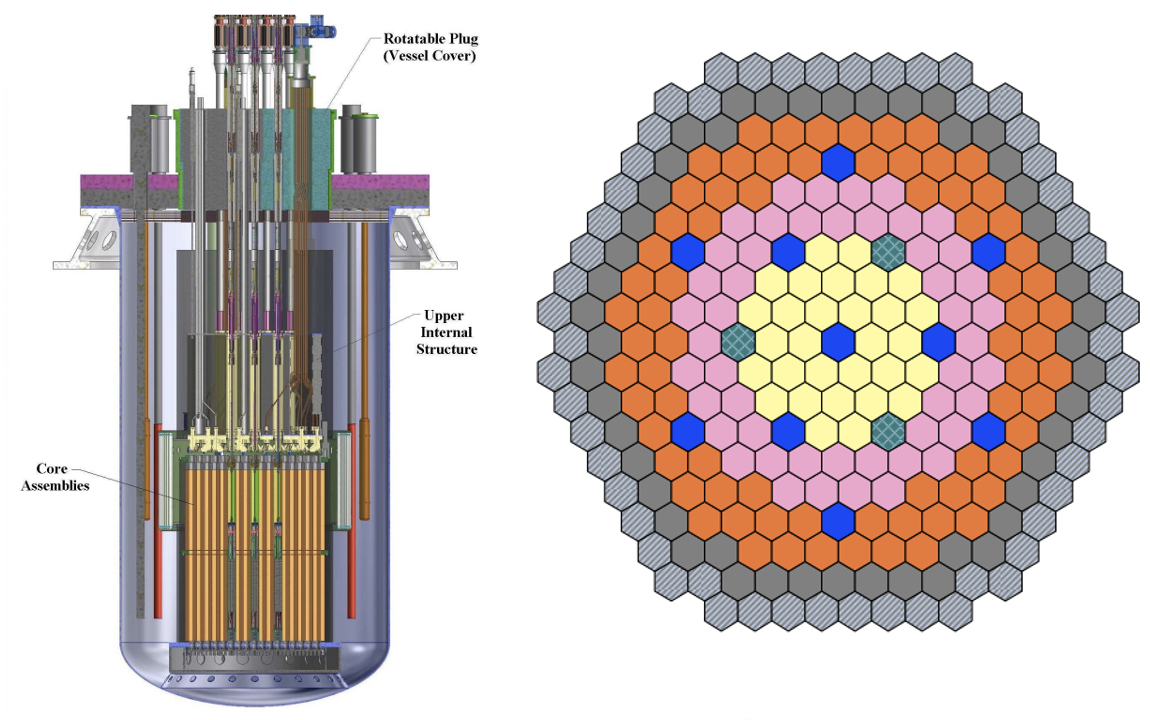 Rotatable Plug
(Vessel Cover)
Upper
Internal
Structure
Core
Assemblies